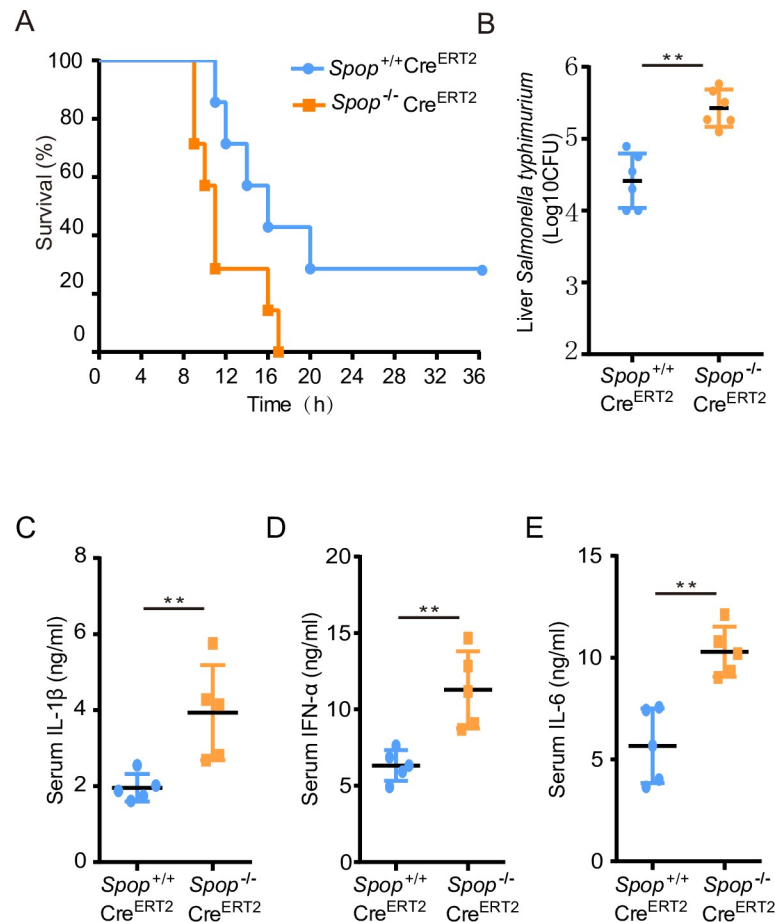 A
100
80
60
40
20
0
Survival (%)
0 4 8 12 16 20 24 28 32 36
Time (h)
Spop+/+CreERT2
Spop-/- CreERT2
B
6
5
4
3
2
Liver Salmonella typhimurium
(Log10CFU)
**
Spop+/+ Spop-/-
CreERT2 CreERT2
C
8
6
4
2
0
Serum IL-1β (ng/ml)
**
Spop+/+ Spop-/-
CreERT2 CreERT2
D
20
15
10
5
0
Serum IFN-α (ng/ml)
**
Spop+/+ Spop-/-
CreERT2 CreERT2
E
15
10
5
0
Serum IL-6 (ng/ml)
**
Spop+/+ Spop-/-
CreERT2 CreERT2